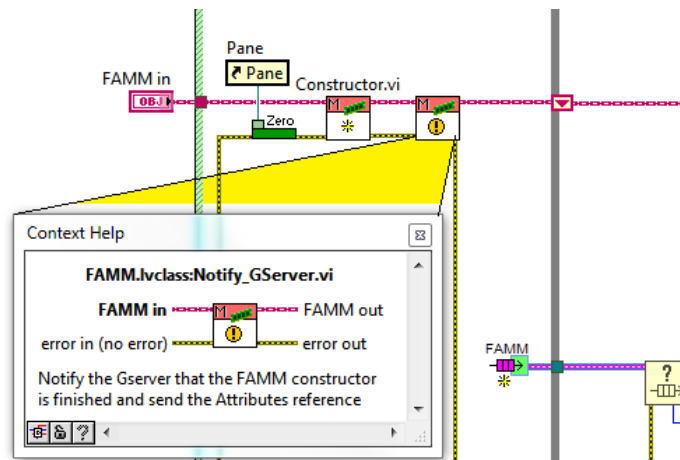 Pane
FAMM in
Pane
Constructor.vi
OBJ
M
M
Zero
Context Help
FAMM.lvclass:Notify_GServer.vi
M
FAMM in
FAMM out
error in (no error)
error out
Notify the Gserver that the FAMM constructor
is finished and send the Attributes reference
?
FAMM
?